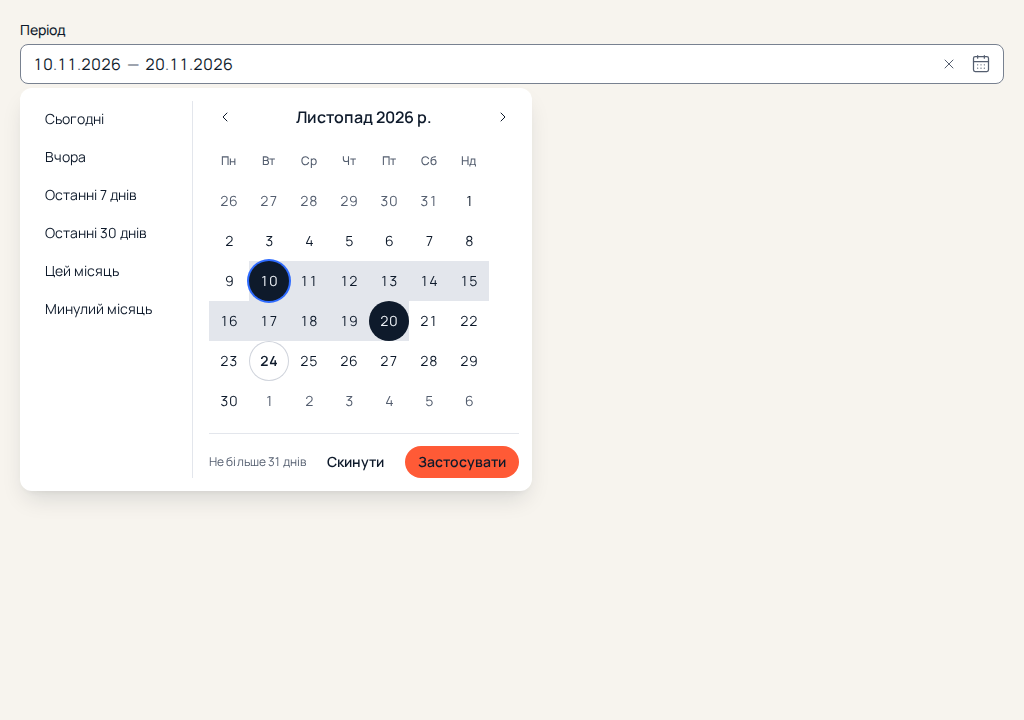 Період
10.11.2026 — 20.11.2026
Сьогодні
Вчора
Останні 7 днів
Останні 30 днів
Цей місяць
Минулий місяць
Листопад 2026 р.
Пн Вт Ср Чт Пт Сб Нд
26 27 28 29 30 31 1
2 3 4 5 6 7 8
9 10 11 12 13 14 15
16 17 18 19 20 21 22
23 24 25 26 27 28 29
30 1 2 3 4 5 6
Не більше 31 днів Скинути Застосувати